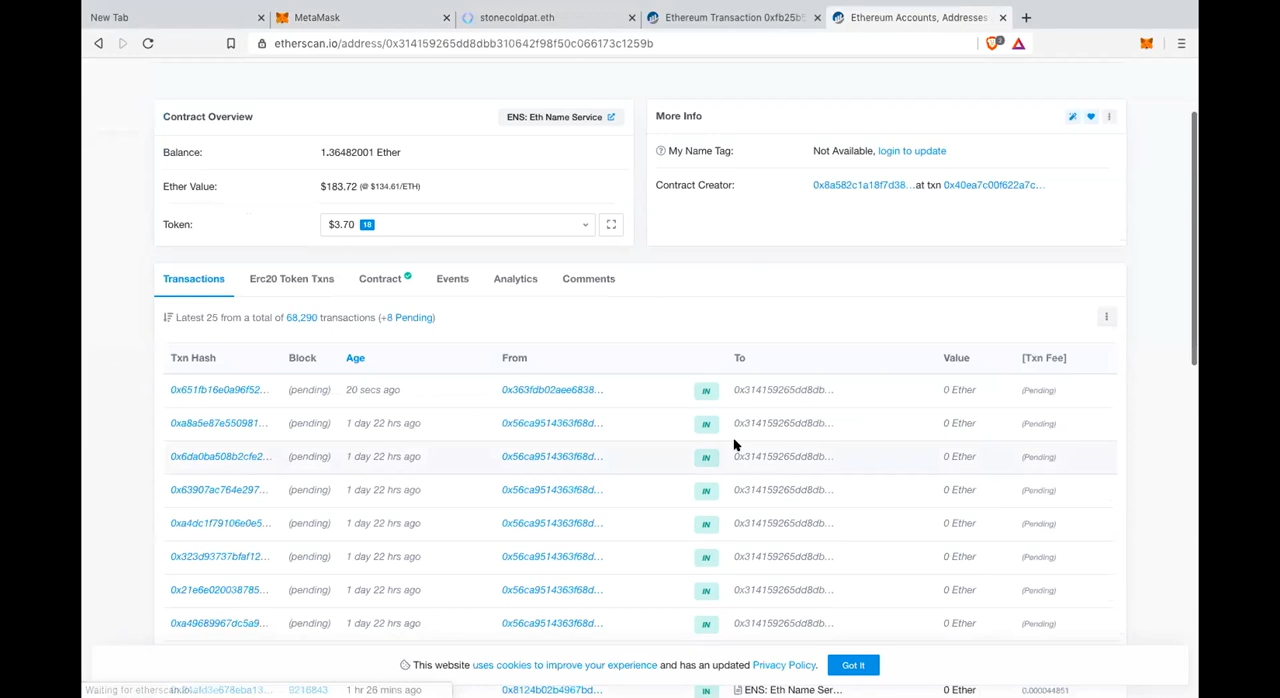 New Tab
MetaMask
stonecoldpat.eth
Ethereum Transaction 0xfb25b5
Ethereum Accounts, Addresses
etherscan.io/address/0x314159265dd8dbb310642f98f50c066173c1259b
Contract Overview
ENS: Eth Name Service
Balance: 1.36482001 Ether
Ether Value: $183.72 (@ $134.61/ETH)
Token: $3.70 18
More Info
My Name Tag: Not Available, login to update
Contract Creator: 0x8a582c1a18f7d38...at txn 0x40ea7c00f622a7c...
Transactions Erc20 Token Txns Contract Events Analytics Comments
Latest 25 from a total of 68,290 transactions (+8 Pending)
Txn Hash Block Age From To Value [Txn Fee]
0x651fb16e0a96f52... (pending) 20 secs ago 0x363fdb02aee6838... IN 0x314159265dd8db... 0 Ether (Pending)
0xa8a5e87e550981... (pending) 1 day 22 hrs ago 0x56ca9514363f68d... IN 0x314159265dd8db... 0 Ether (Pending)
0x6da0ba508b2cfe2... (pending) 1 day 22 hrs ago 0x56ca9514363f68d... IN 0x314159265dd8db... 0 Ether (Pending)
0x63907ac764e297... (pending) 1 day 22 hrs ago 0x56ca9514363f68d... IN 0x314159265dd8db... 0 Ether (Pending)
0xa4dc1f79106e0e5... (pending) 1 day 22 hrs ago 0x56ca9514363f68d... IN 0x314159265dd8db... 0 Ether (Pending)
0x323d93737bfaf12... (pending) 1 day 22 hrs ago 0x56ca9514363f68d... IN 0x314159265dd8db... 0 Ether (Pending)
0x21e6e020038785... (pending) 1 day 22 hrs ago 0x56ca9514363f68d... IN 0x314159265dd8db... 0 Ether (Pending)
0xa49689967dc5a9... (pending) 1 day 22 hrs ago 0x56ca9514363f68d... IN 0x314159265dd8db... 0 Ether (Pending)
This website uses cookies to improve your experience and has an updated Privacy Policy. Got It
9216843 1 hr 26 mins ago 0x8124b02b4967bd... IN ENS: Eth Name Ser... 0 Ether 0.000044851